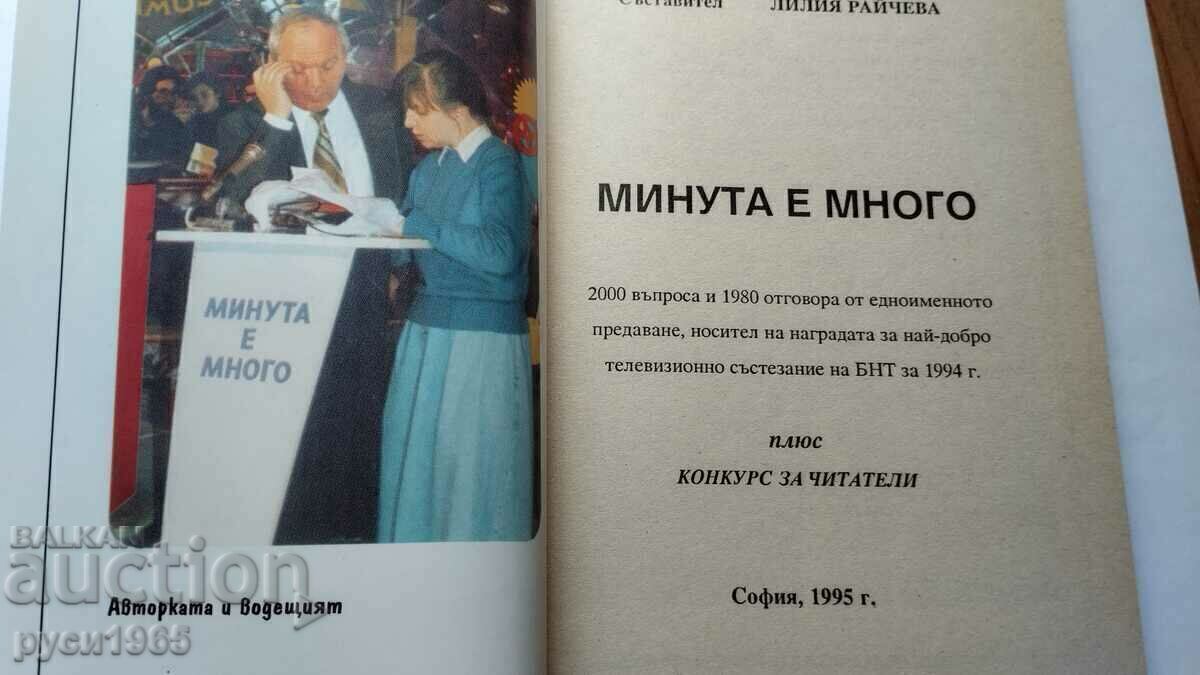 МИНУТА
Е
МНОГО
Авторката и водещият
Съставител ЛИЛИЯ РАЙЧЕВА
МИНУТА Е МНОГО
2000 въпроса и 1980 отговора от едноименното
предаване, носител на наградата за най-добро
телевизионно състезание на БНТ за 1994 г.
плюс
КОНКУРС ЗА ЧИТАТЕЛИ
София, 1995 г.
BALKAN
auction
руси1965